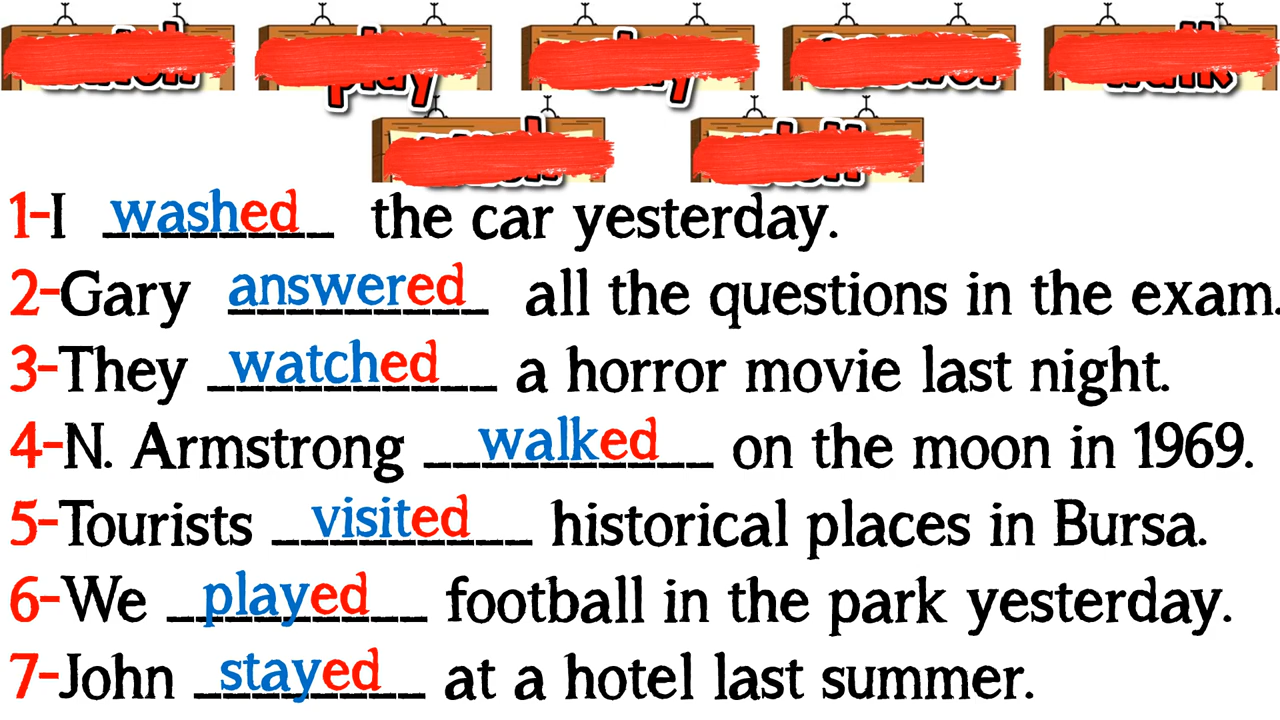 play
walk
1-I washed the car yesterday.
2-Gary answered all the questions in the exam.
3-They watched a horror movie last night.
4-N. Armstrong walked on the moon in 1969.
5-Tourists visited historical places in Bursa.
6-We played football in the park yesterday.
7-John stayed at a hotel last summer.